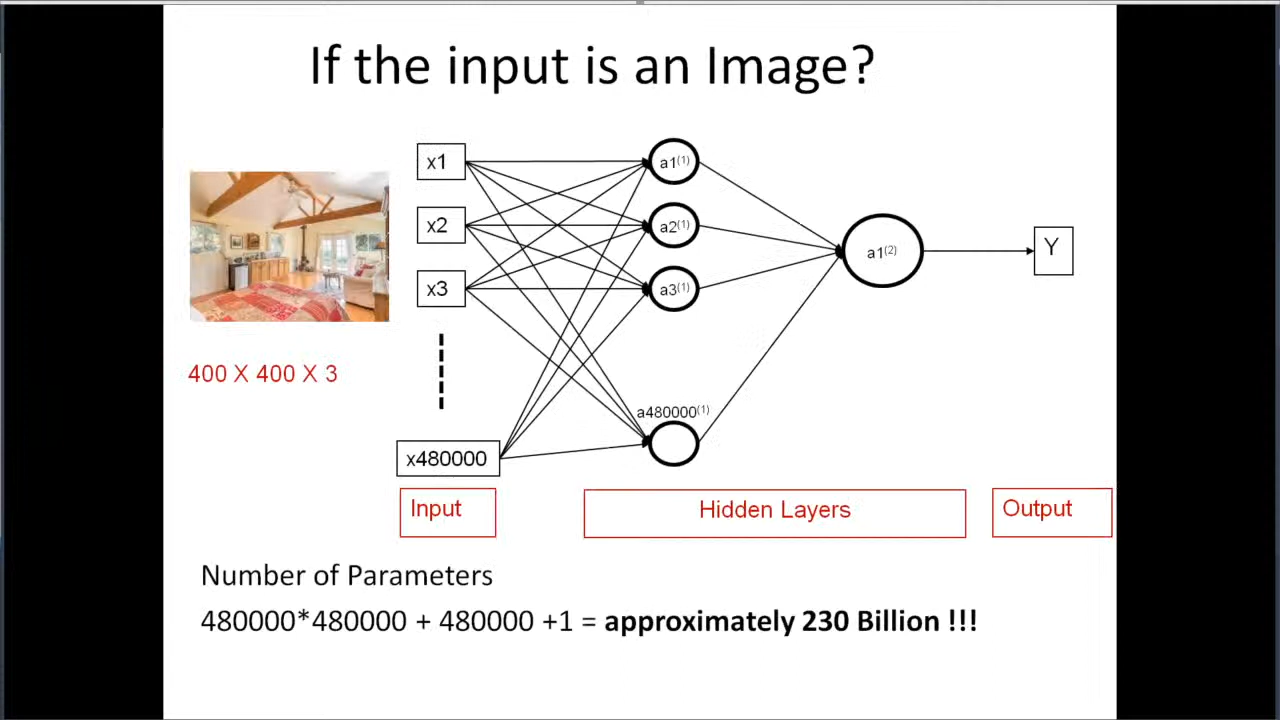 If the input is an Image?
x1
a1(1)
x2
a2(1)
a1(2)
Y
x3
a3(1)
400 X 400 X 3
a480000(1)
x480000
Input
Hidden Layers
Output
Number of Parameters
480000*480000 + 480000 +1 = approximately 230 Billion !!!